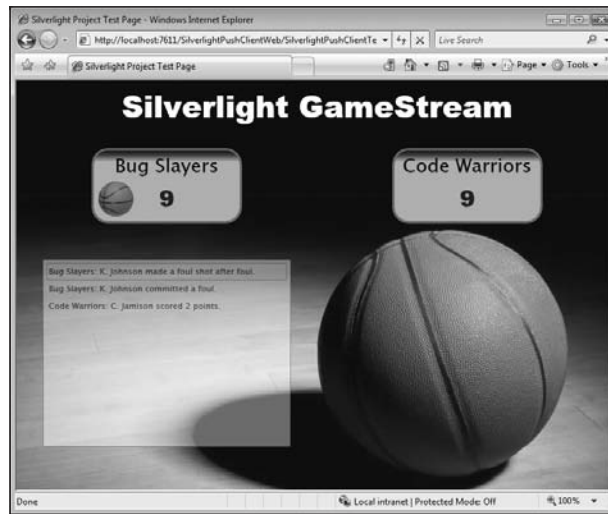 Silverlight Project Test Page - Windows Internet Explorer
http://localhost:7611/SilverlightPushClientWeb/SilverlightPushClientTe
Live Search
Silverlight Project Test Page
Page
Tools
Silverlight GameStream
Bug Slayers
9
Code Warriors
9
Bug Slayers: K. Johnson made a foul shot after foul.
Bug Slayers: K. Johnson committed a foul.
Code Warriors: C. Jamison scored 2 points.
Done
Local intranet | Protected Mode: Off
100%